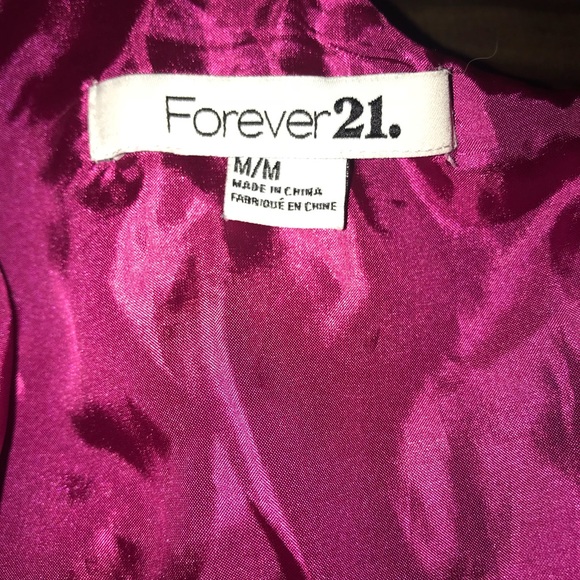 Forever21.
M/M
MADE IN CHINA
FABRIQUÉ EN CHINE